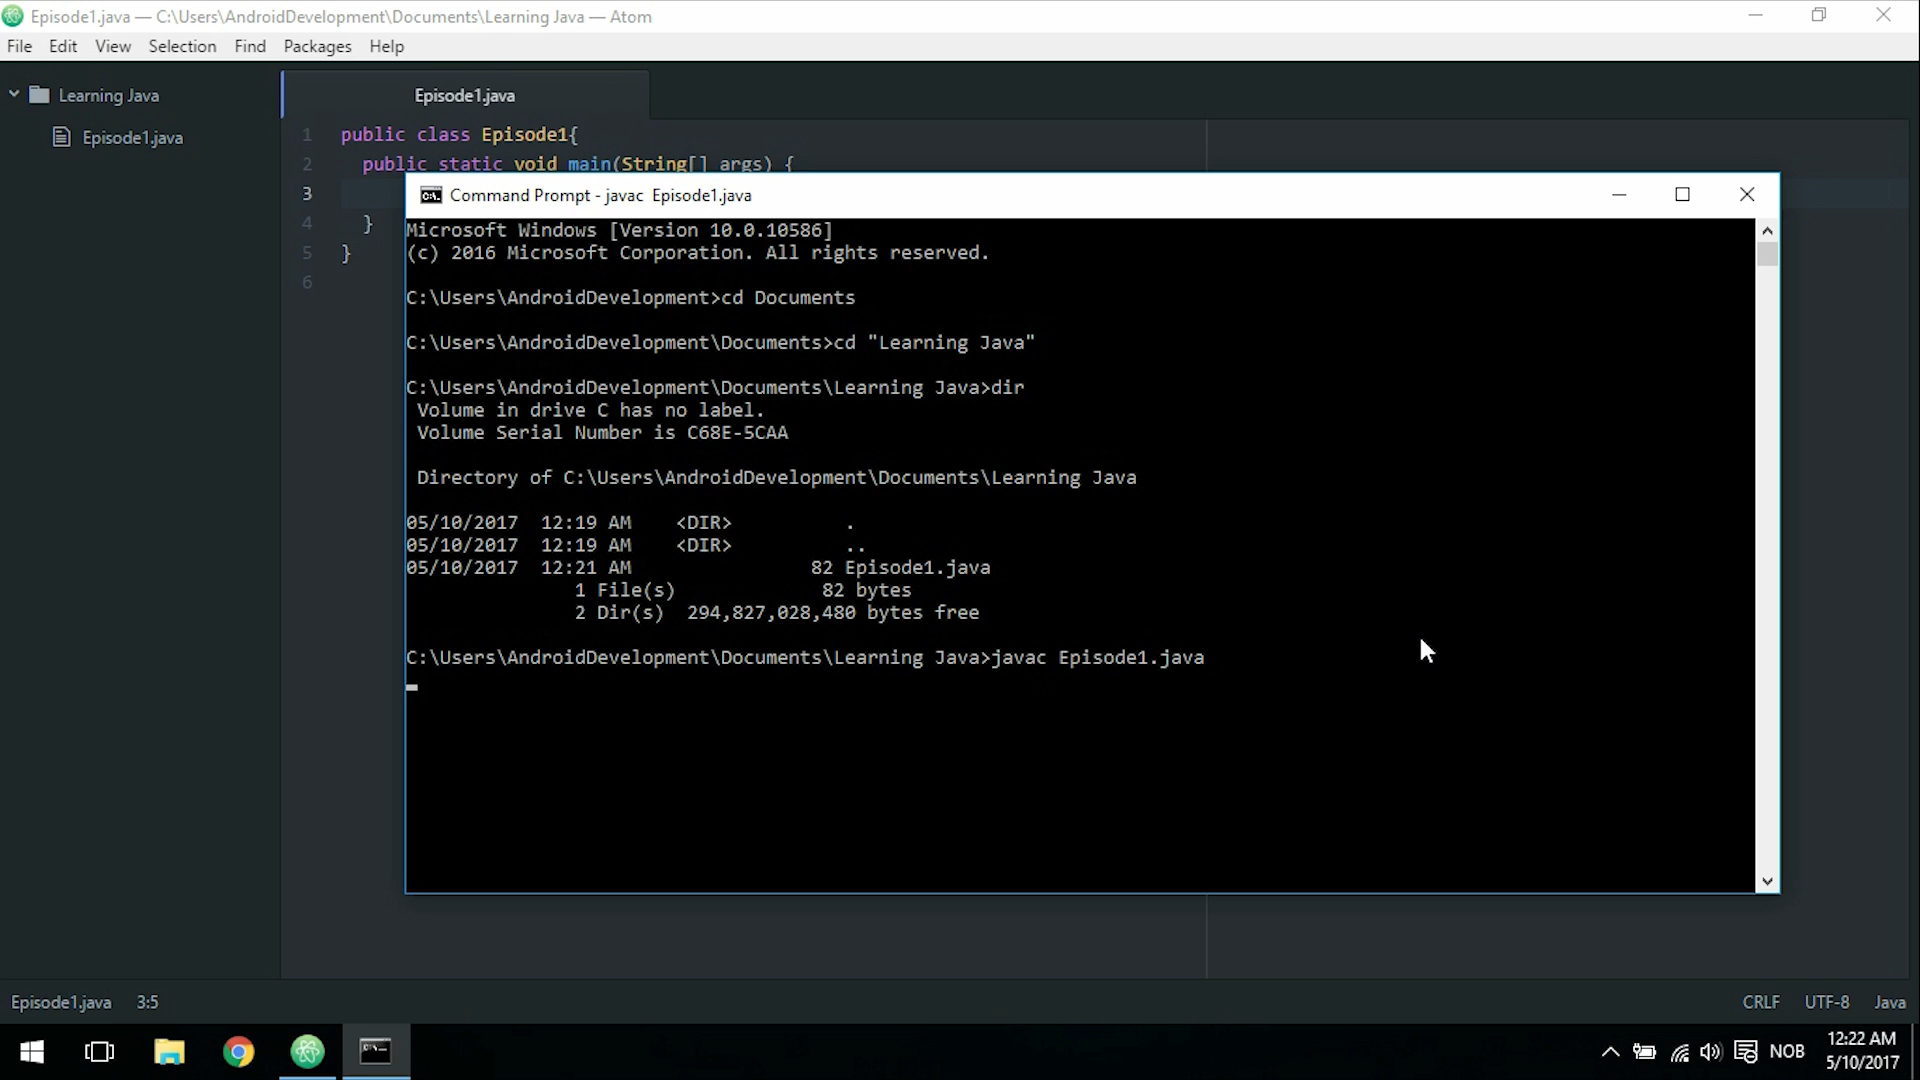 Episode1.java — C:\Users\AndroidDevelopment\Documents\Learning Java — Atom
File Edit View Selection Find Packages Help
Learning Java
Episode1.java
Episode1.java
1 public class Episode1{
2 public static void main(String[] args) {
3
4 }
5 }
6
Command Prompt - javac Episode1.java
Microsoft Windows [Version 10.0.10586]
(c) 2016 Microsoft Corporation. All rights reserved.
C:\Users\AndroidDevelopment>cd Documents
C:\Users\AndroidDevelopment\Documents>cd "Learning Java"
C:\Users\AndroidDevelopment\Documents\Learning Java>dir
Volume in drive C has no label.
Volume Serial Number is C68E-5CAA
Directory of C:\Users\AndroidDevelopment\Documents\Learning Java
05/10/2017 12:19 AM <DIR> .
05/10/2017 12:19 AM <DIR> ..
05/10/2017 12:21 AM 82 Episode1.java
1 File(s) 82 bytes
2 Dir(s) 294,827,028,480 bytes free
C:\Users\AndroidDevelopment\Documents\Learning Java>javac Episode1.java
Episode1.java 3:5 CRLF UTF-8 Java
NOB
12:22 AM
5/10/2017